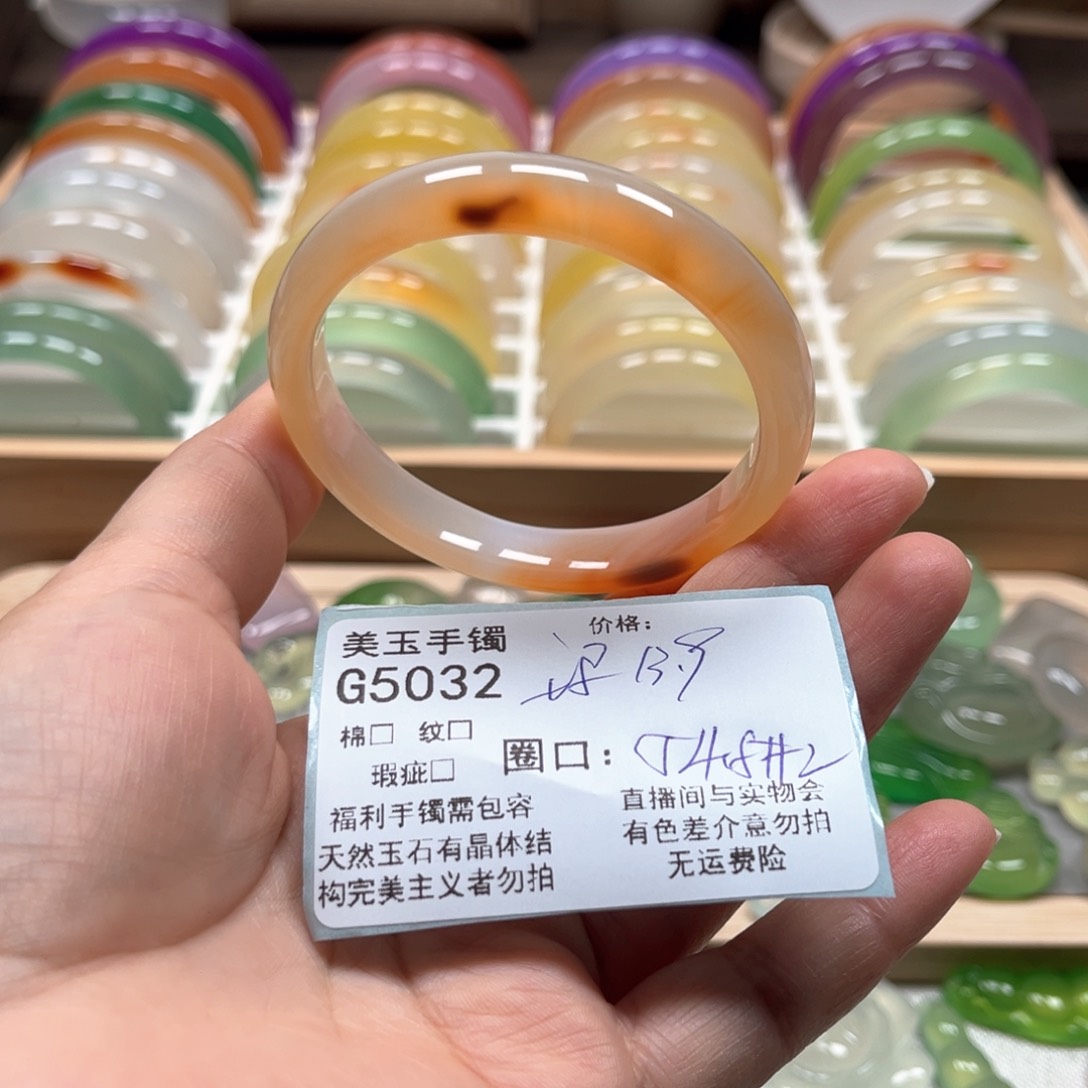 美玉手镯
价格：
G5032
139
棉□ 纹□
瑕疵□
圈口：
福利手镯需包容
天然玉石有晶体结
构完美主义者勿拍
直播间与实物会
有色差介意勿拍
无运费险